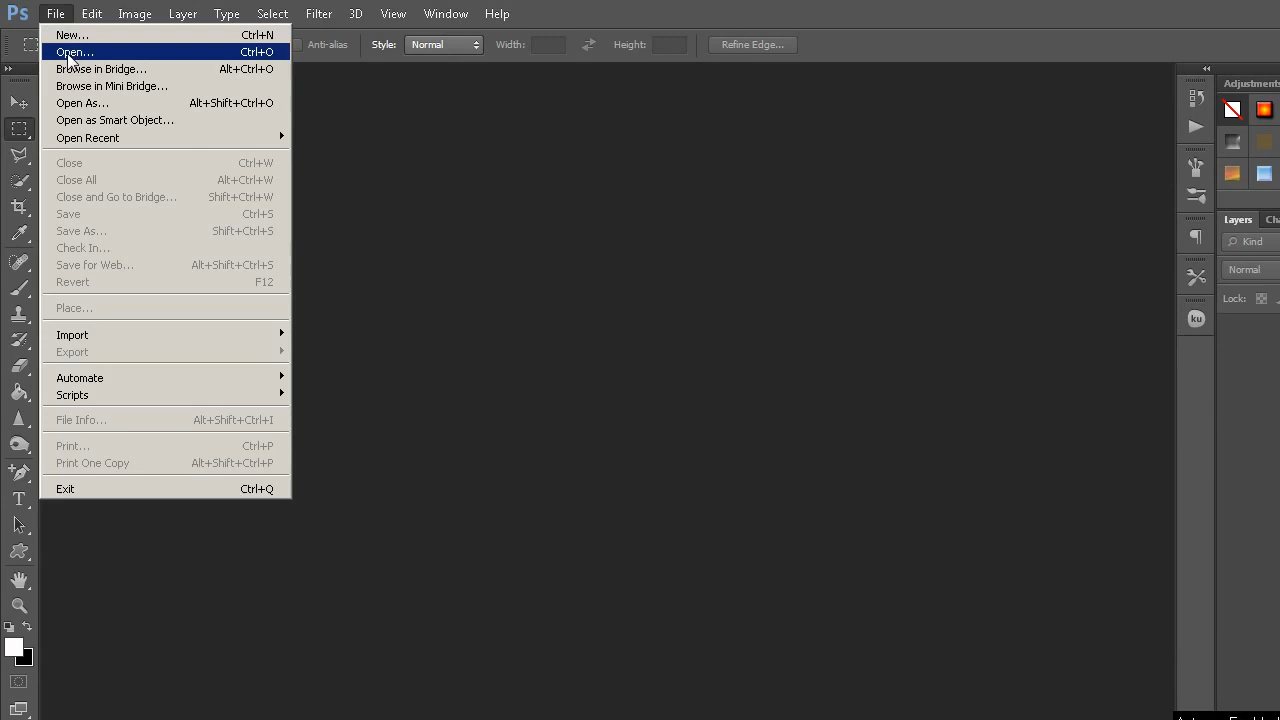 Ps File Edit Image Layer Type Select Filter 3D View Window Help
Anti-alias Style: Normal Width: Height: Refine Edge...
New... Ctrl+N
Open... Ctrl+O
Browse in Bridge... Alt+Ctrl+O
Browse in Mini Bridge...
Open As... Alt+Shift+Ctrl+O
Open as Smart Object...
Open Recent
Close Ctrl+W
Close All Alt+Ctrl+W
Close and Go to Bridge... Shift+Ctrl+W
Save Ctrl+S
Save As... Shift+Ctrl+S
Check In...
Save for Web... Alt+Shift+Ctrl+S
Revert F12
Place...
Import
Export
Automate
Scripts
File Info... Alt+Shift+Ctrl+I
Print... Ctrl+P
Print One Copy Alt+Shift+Ctrl+P
Exit Ctrl+Q
Adjustments
Layers
Kind
Normal
Lock:
ku